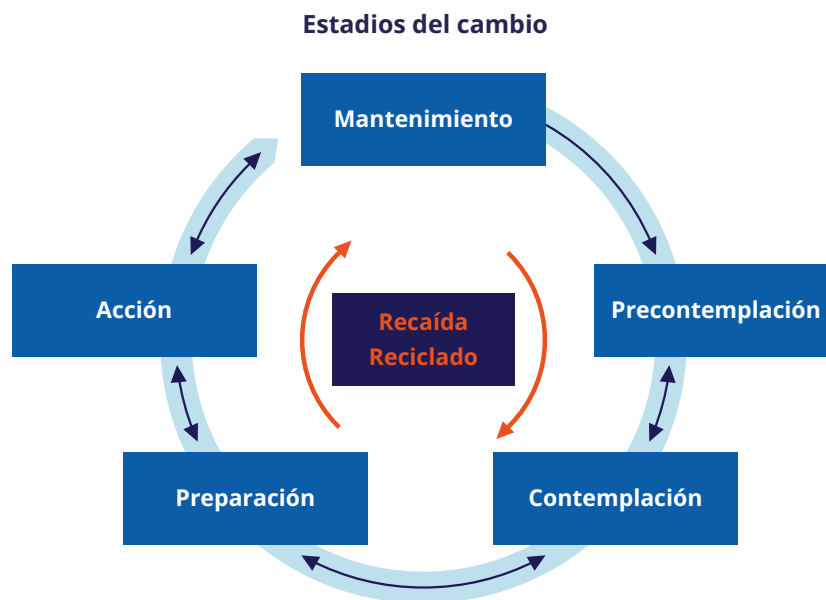 Estadios del cambio
Mantenimiento
Acción
Precontemplación
Recaída
Reciclado
Preparación
Contemplación